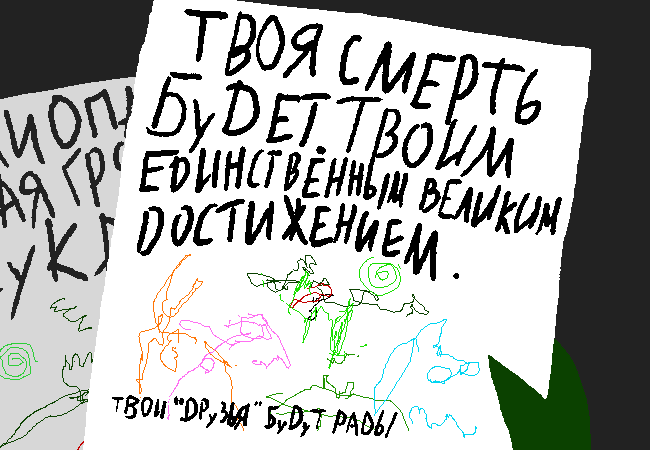 ТВОЯ СМЕРТЬ
БУДЕТ ТВОИМ
ЕДИНСТВЕННЫМ ВЕЛИКИМ
ДОСТИЖЕНИЕМ.
ТВОИ "ДРУЗЬЯ" БУДУТ РАДЫ